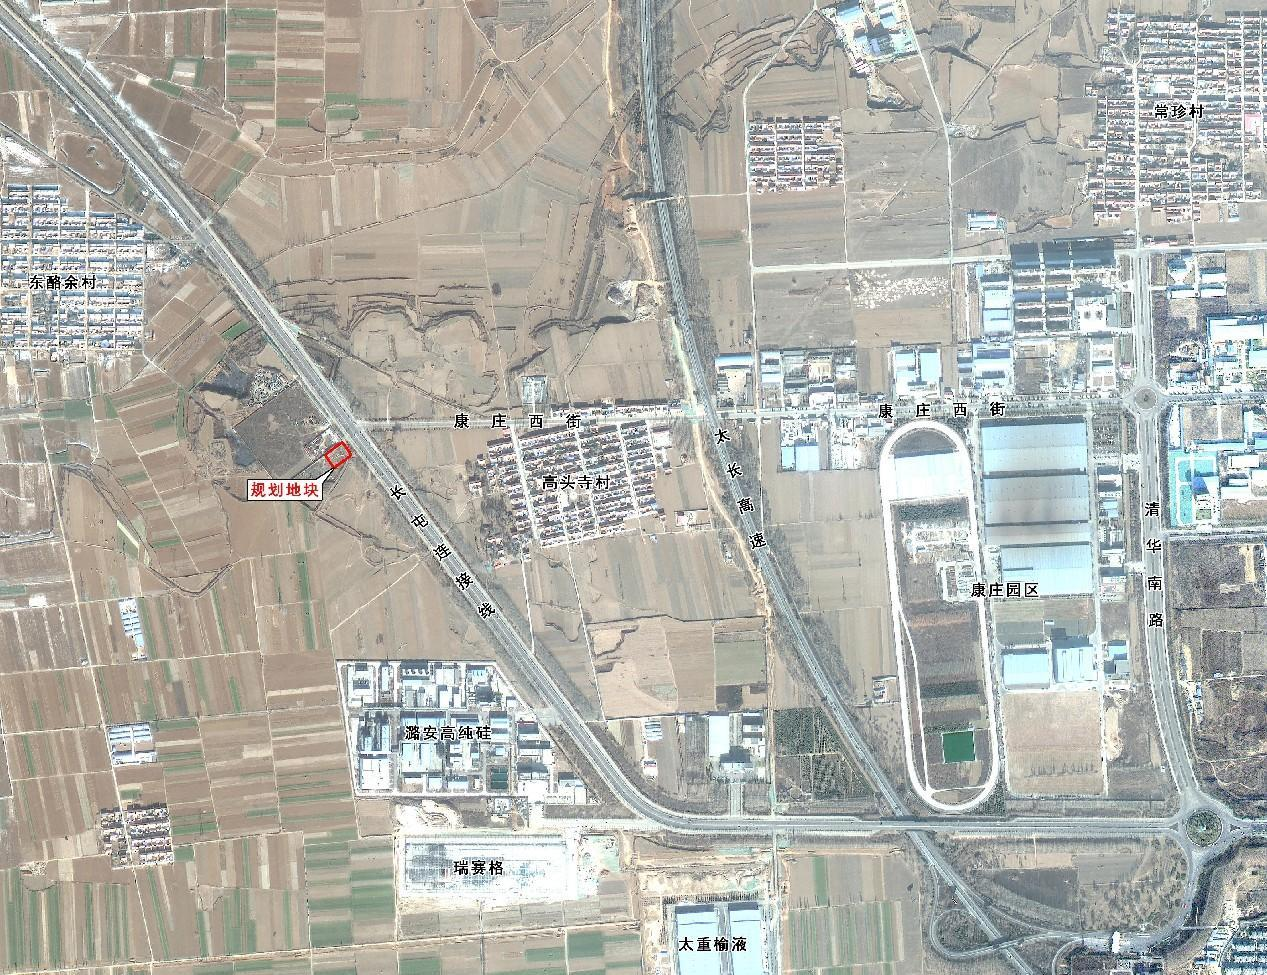 常珍村
东酪余村
康庄西街
康庄西街
太长高速
高头寺村
规划地块
长屯连接线
清华南路
康庄园区
潞安高纯硅
瑞赛格
太重榆液